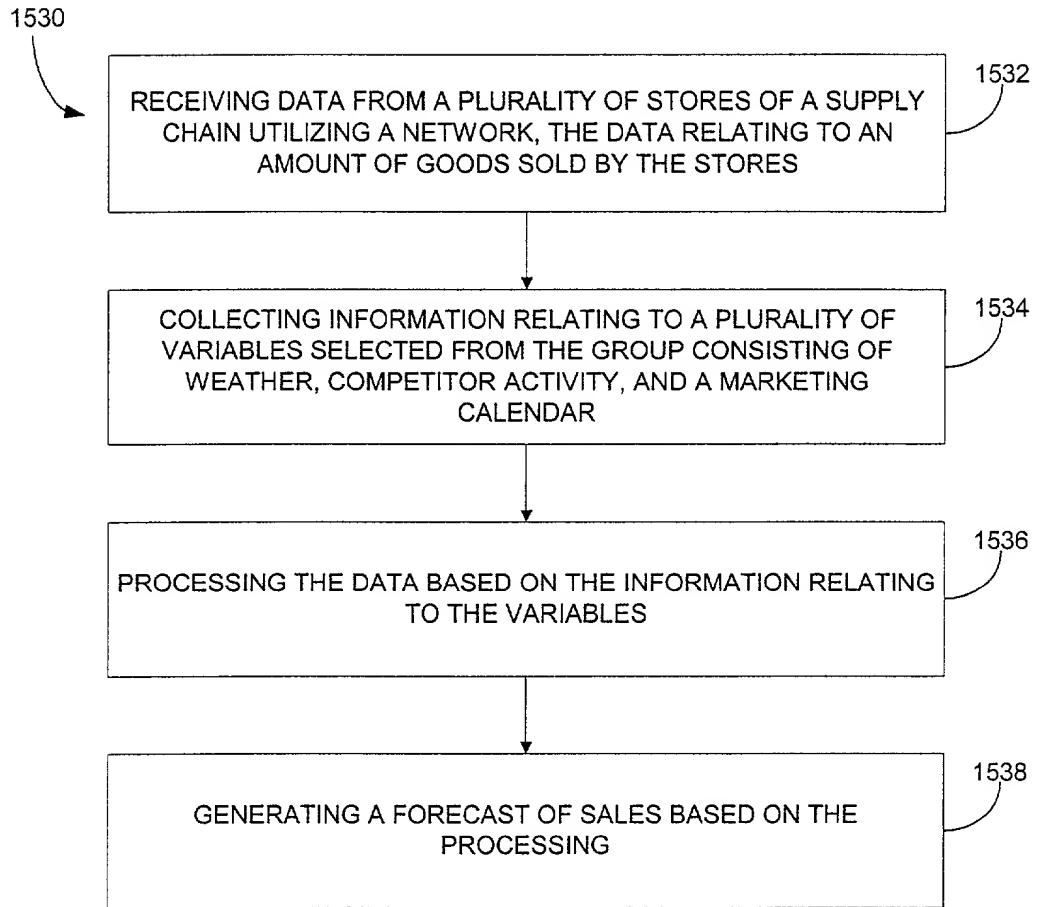 1530
1532
RECEIVING DATA FROM A PLURALITY OF STORES OF A SUPPLY
CHAIN UTILIZING A NETWORK, THE DATA RELATING TO AN
AMOUNT OF GOODS SOLD BY THE STORES
1534
COLLECTING INFORMATION RELATING TO A PLURALITY OF
VARIABLES SELECTED FROM THE GROUP CONSISTING OF
WEATHER, COMPETITOR ACTIVITY, AND A MARKETING
CALENDAR
1536
PROCESSING THE DATA BASED ON THE INFORMATION RELATING
TO THE VARIABLES
1538
GENERATING A FORECAST OF SALES BASED ON THE
PROCESSING